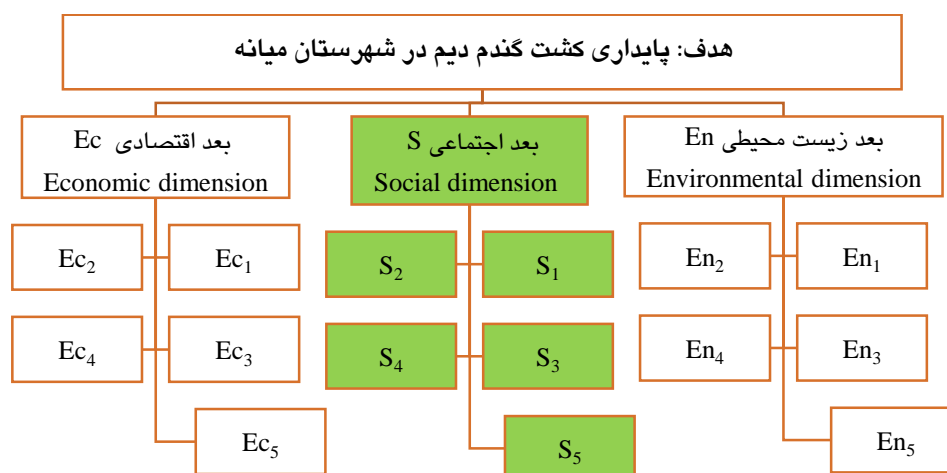 هدف: پایداری کشت گندم دیم در شهرستان میانه
بعد زیست محیطی En
Environmental dimension
بعد اجتماعی S
Social dimension
بعد اقتصادی Ec
Economic dimension
En₁
En₂
En₃
En₄
En₅
S₁
S₂
S₃
S₄
S₅
Ec₁
Ec₂
Ec₃
Ec₄
Ec₅